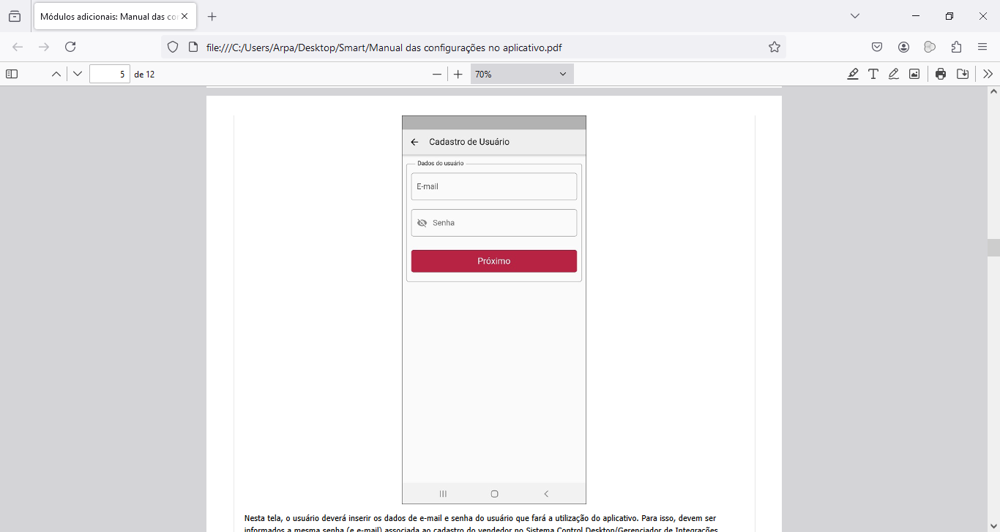 Módulos adicionais: Manual das co
file:///C:/Users/Arpa/Desktop/Smart/Manual das configurações no aplicativo.pdf
5 de 12
70%
Cadastro de Usuário
Dados do usuário
E-mail
Senha
Próximo
Nesta tela, o usuário deverá inserir os dados de e-mail e senha do usuário que fará a utilização do aplicativo. Para isso, devem ser
informados a mesma senha (e e-mail) associada ao cadastro do vendedor no Sistema Control Desktop/Gerenciador de Integrações